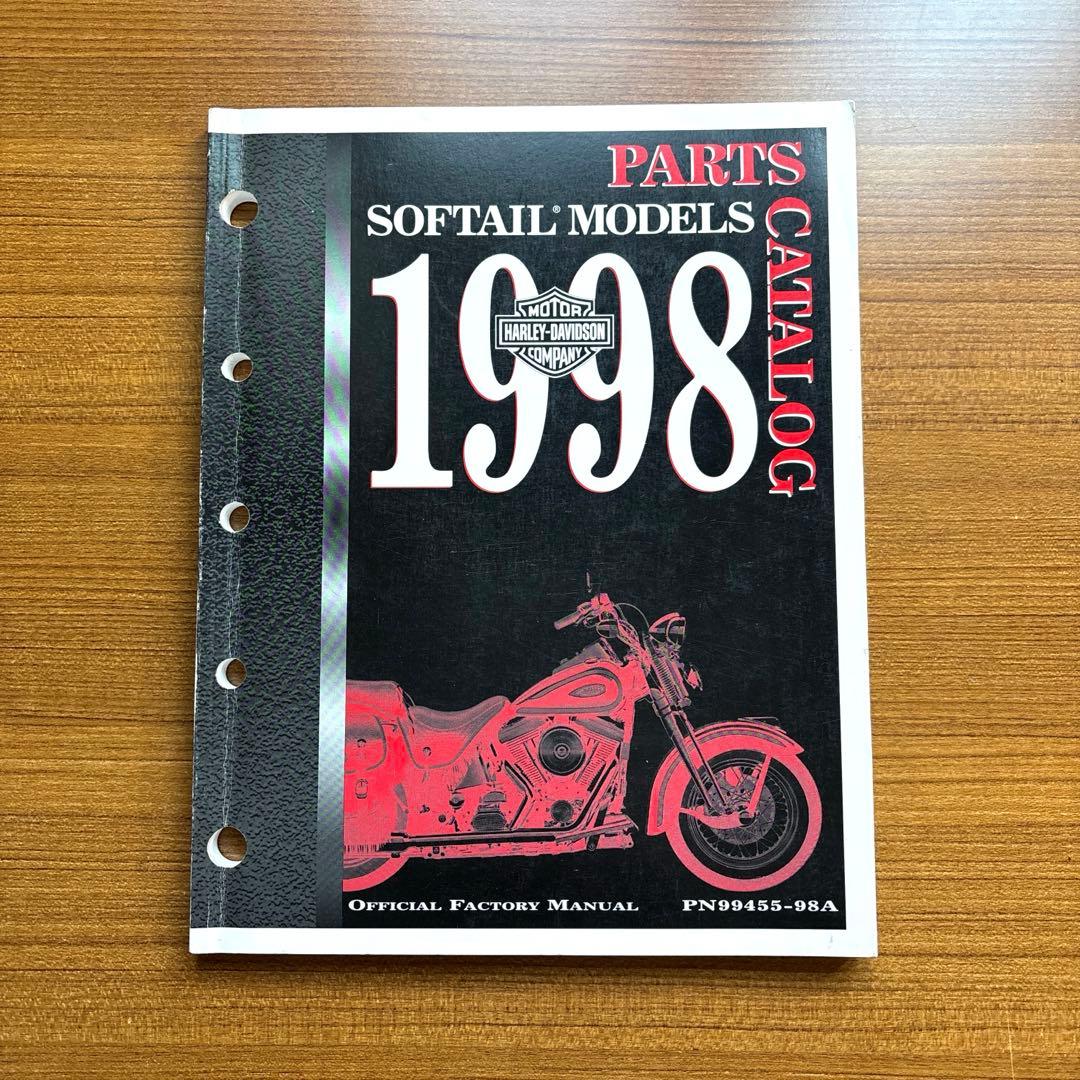 PARTS
CATALOG
SOFTAIL® MODELS
1998
MOTOR
HARLEY-DAVIDSON
COMPANY
OFFICIAL FACTORY MANUAL
PN99455-98A